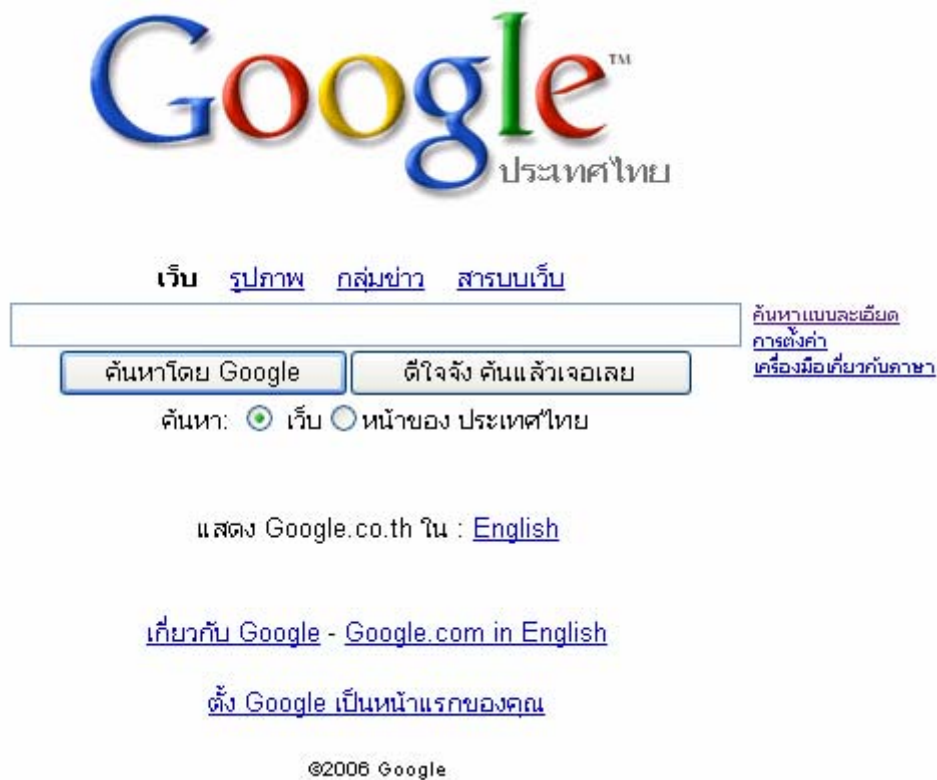 Google™
ประเทศไทย
เว็บ รูปภาพ กลุ่มข่าว สารบบเว็บ
ค้นหาแบบละเอียด
การตั้งค่า
เครื่องมือเกี่ยวกับภาษา
ค้นหาโดย Google ดีใจจัง ค้นแล้วเจอเลย
ค้นหา: เว็บ หน้าของ ประเทศไทย
แสดง Google.co.th ใน : English
เกี่ยวกับ Google - Google.com in English
ตั้ง Google เป็นหน้าแรกของคุณ
©2006 Google